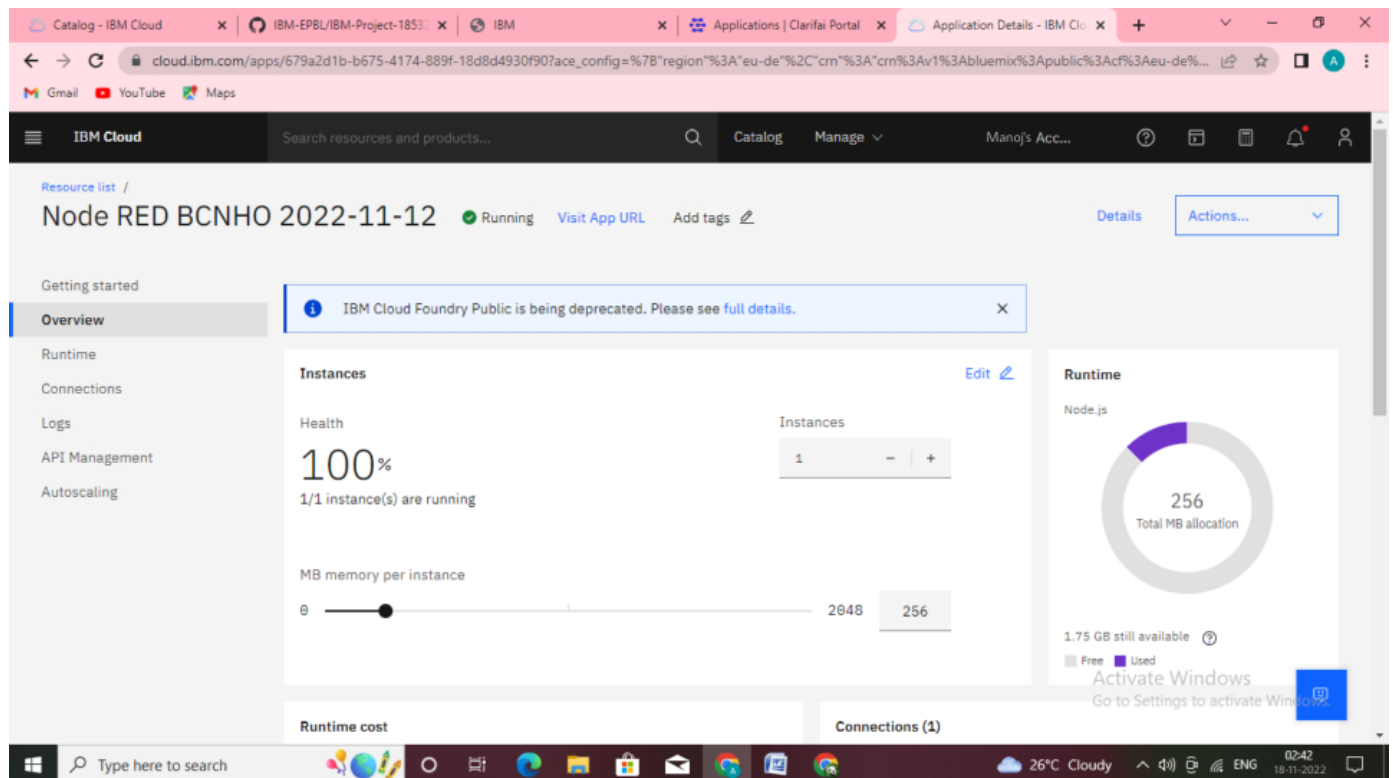 Catalog - IBM Cloud
IBM-EPBL/IBM-Project-1853
IBM
Applications | Clarifai Portal
Application Details - IBM Clo
cloud.ibm.com/apps/679a2d1b-b675-4174-889f-18d8d4930f90?ace_config=%7B"region"%3A"eu-de"%2C"crn"%3A"crn%3Av1%3Abluemix%3Apublic%3Acf%3Aeu-de%...
A
Gmail YouTube Maps
IBM Cloud
Search resources and products...
Catalog
Manage
Manoj's Acc...
Resource list /
Node RED BCNHO 2022-11-12
Running
Visit App URL
Add tags
Details
Actions...
Getting started
Overview
Runtime
Connections
Logs
API Management
Autoscaling
IBM Cloud Foundry Public is being deprecated. Please see full details.
Instances
Edit
Health
100%
1/1 instance(s) are running
Instances
1 - +
MB memory per instance
0 2048 256
Runtime
Node.js
256
Total MB allocation
1.75 GB still available
Free Used
Activate Windows
Go to Settings to activate Windows.
Runtime cost
Connections (1)
Type here to search
26°C Cloudy
ENG
02:42
18-11-2022